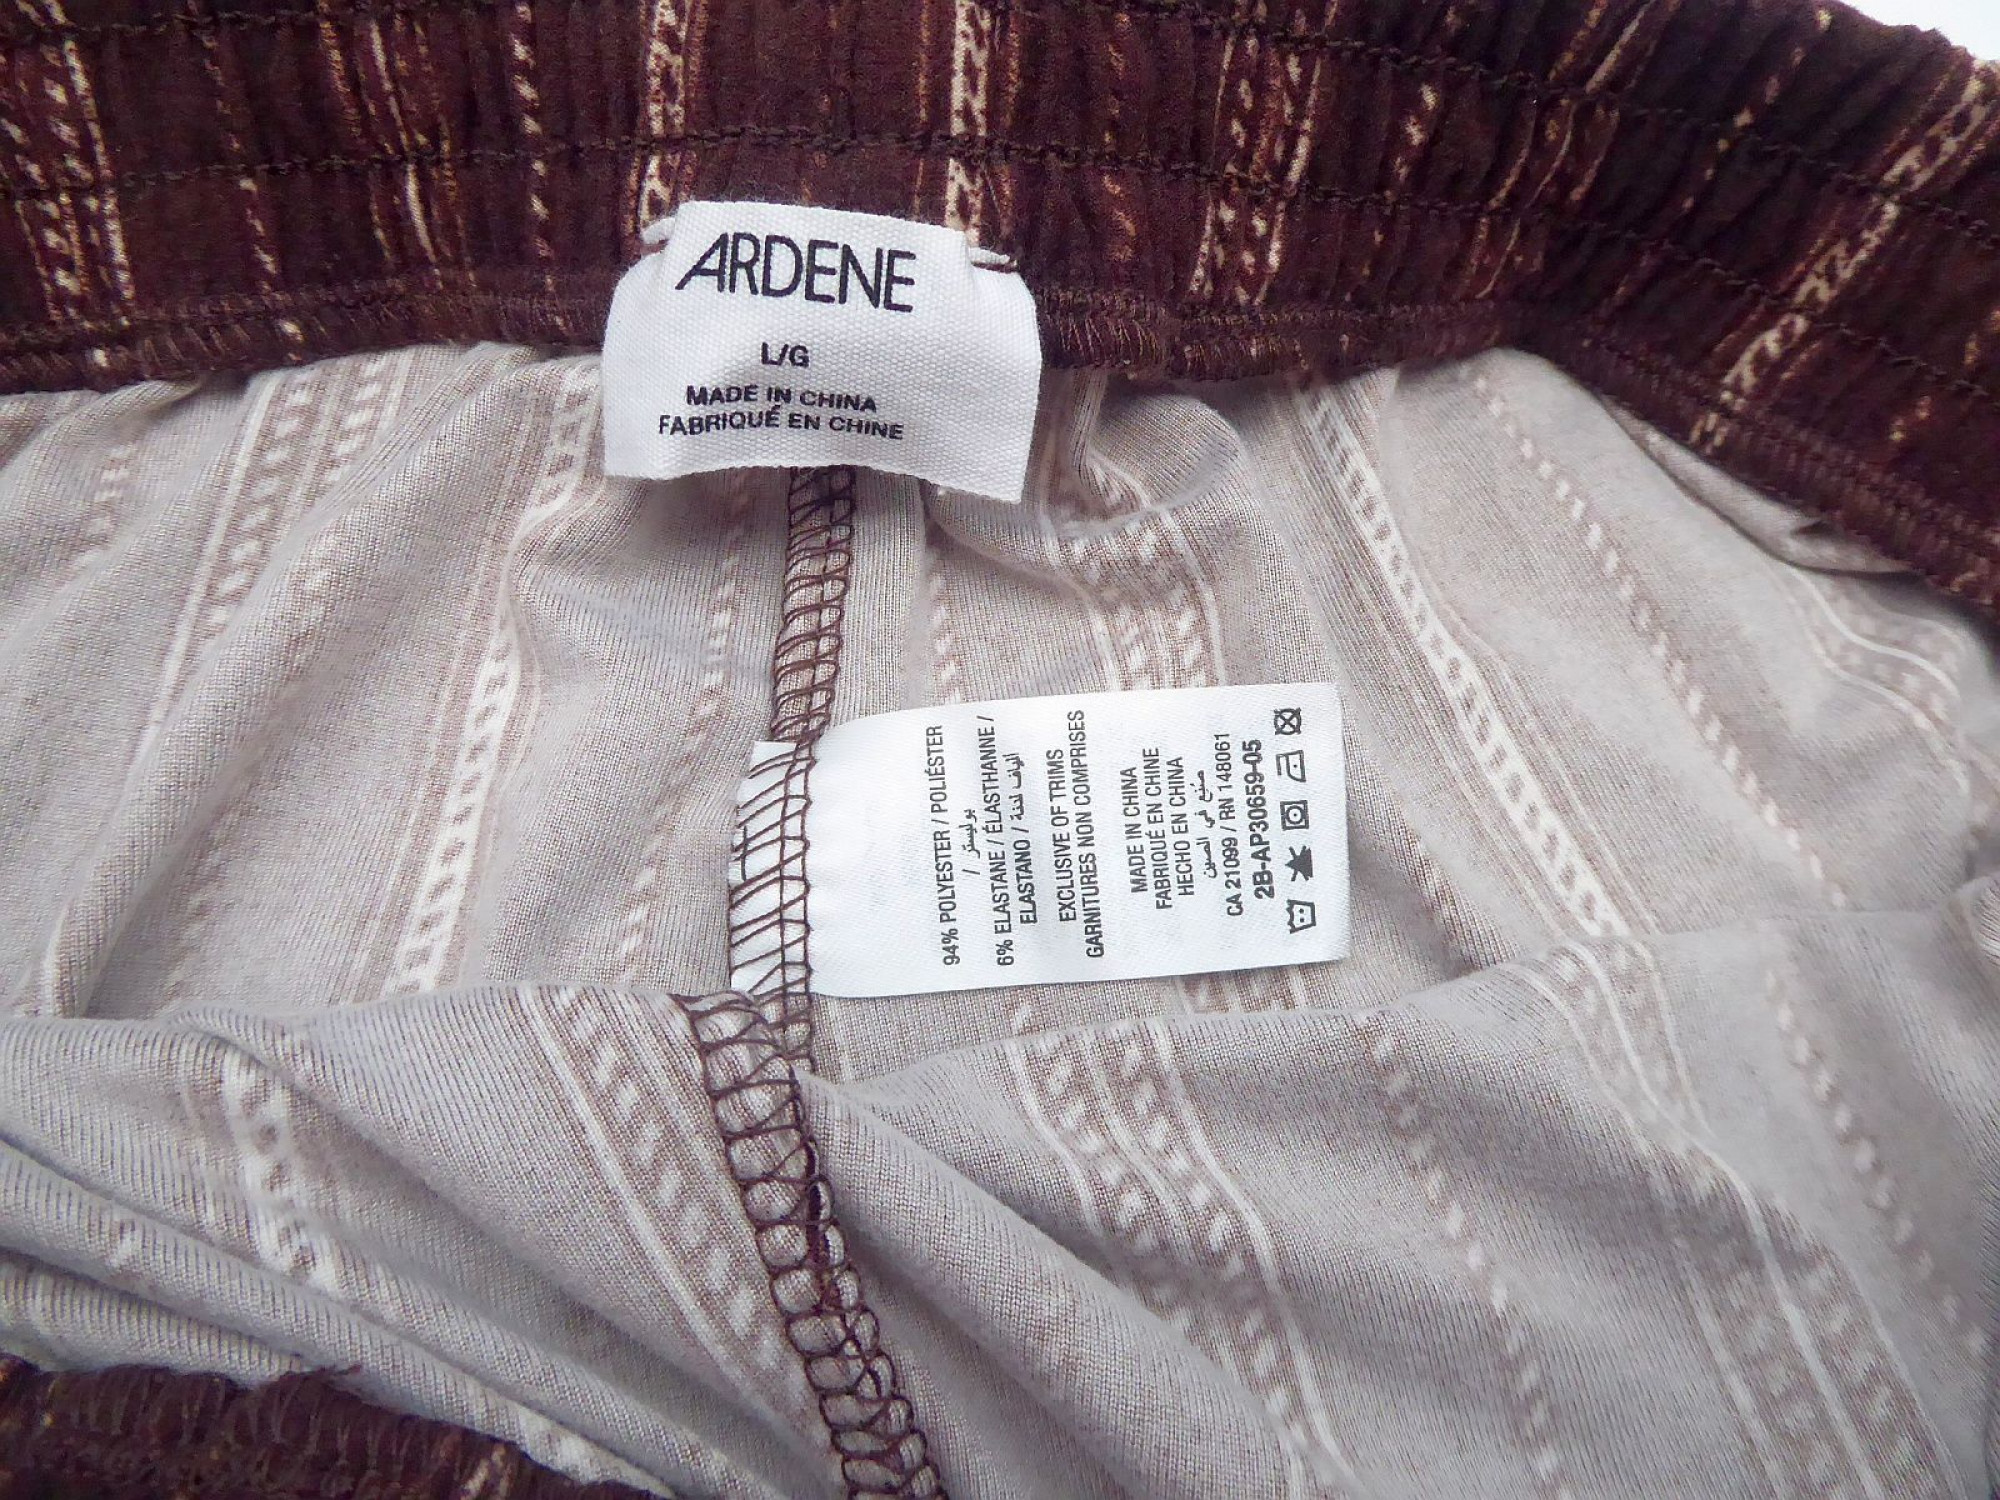 ARDENE
L/G
MADE IN CHINA
FABRIQUÉ EN CHINE
94% POLYESTER / POLIÉSTER
/ بوليستر
6% ELASTANE / ÉLASTHANNE /
ELASTANO / الياف لدنة
EXCLUSIVE OF TRIMS
GARNITURES NON COMPRISES
MADE IN CHINA
FABRIQUÉ EN CHINE
HECHO EN CHINA
صنع في الصين
CA 21099 / RN 148061
2B-AP30659-05